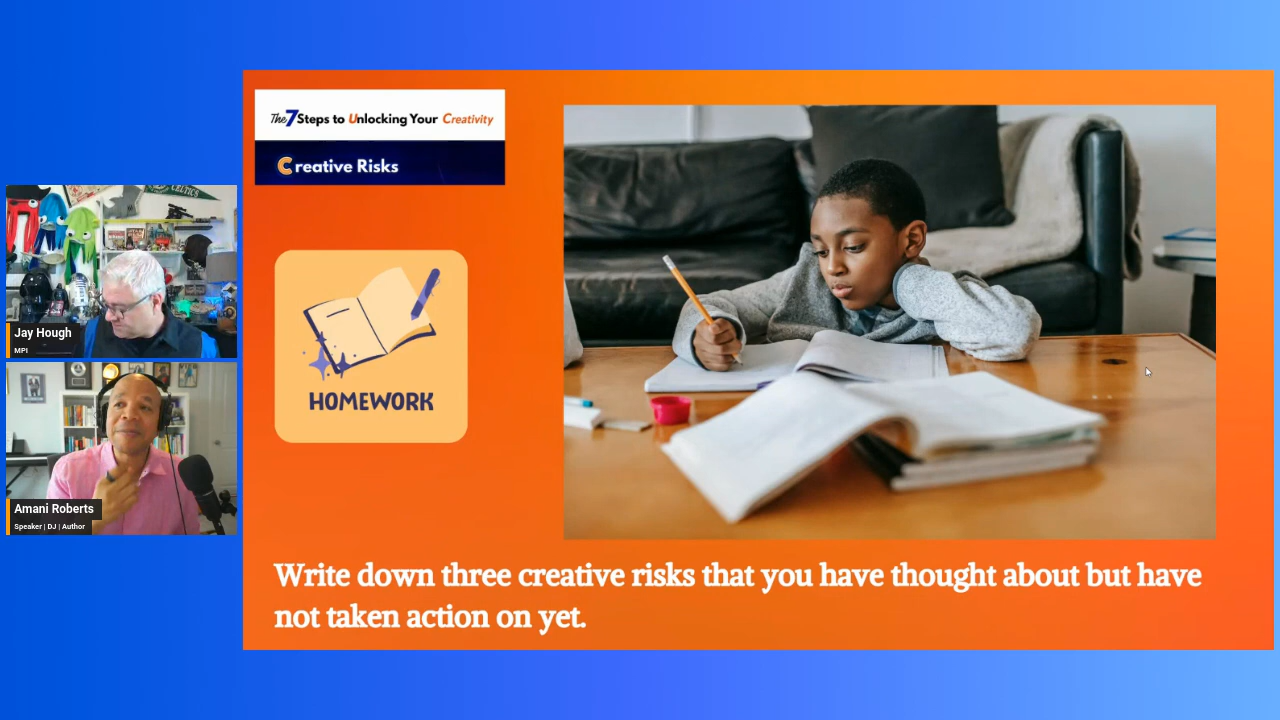 The 7 Steps to Unlocking Your Creativity
Creative Risks
HOMEWORK
Jay Hough
MPI
Amani Roberts
Speaker | DJ | Author
Write down three creative risks that you have thought about but have
not taken action on yet.